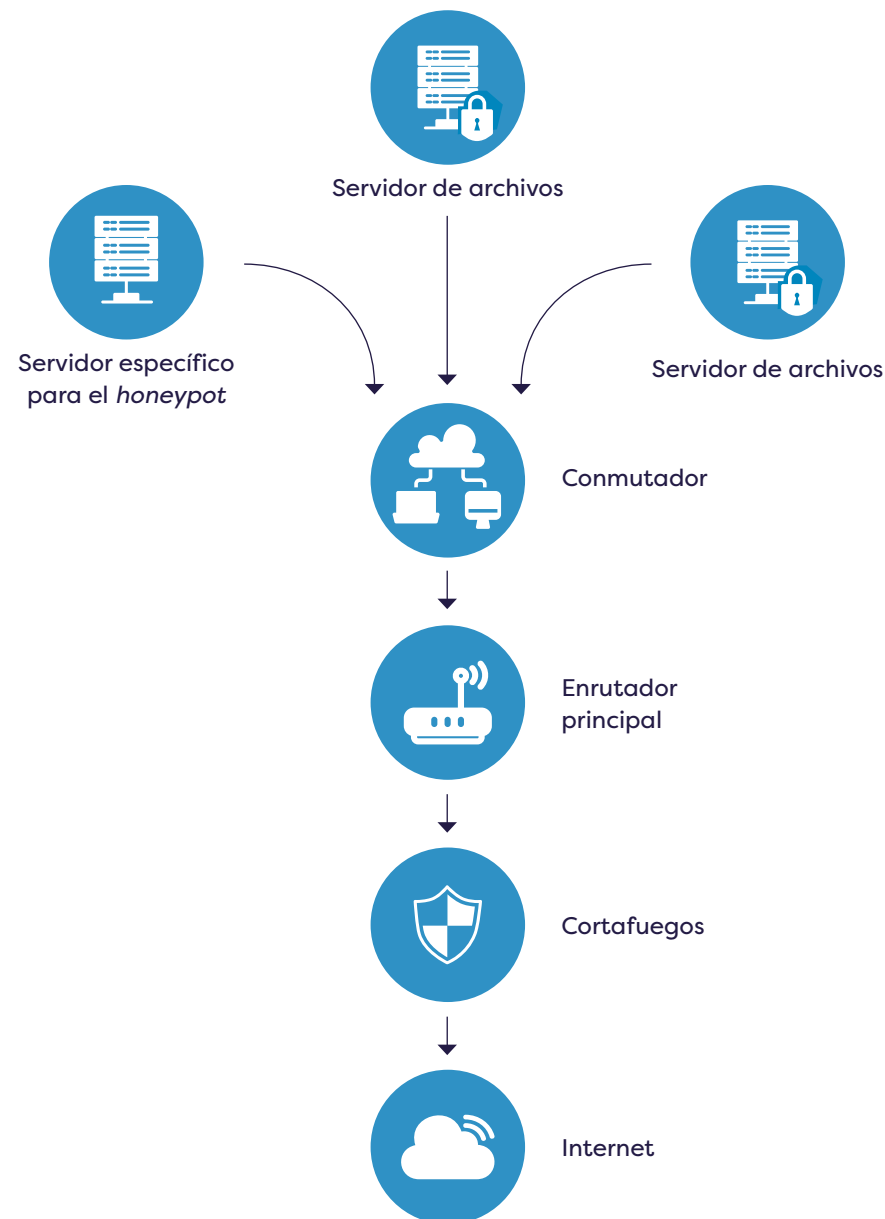 Servidor de archivos
Servidor específico
para el honeypot
Servidor de archivos
Conmutador
Enrutador
principal
Cortafuegos
Internet